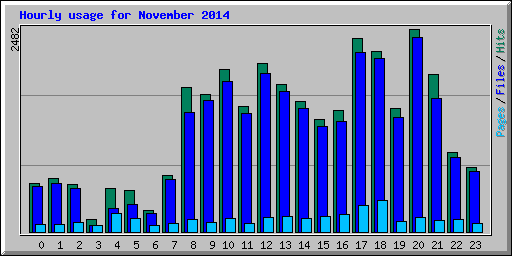 Hourly usage for November 2014
2482
Pages/Files/Hits
0 1 2 3 4 5 6 7 8 9 10 11 12 13 14 15 16 17 18 19 20 21 22 23